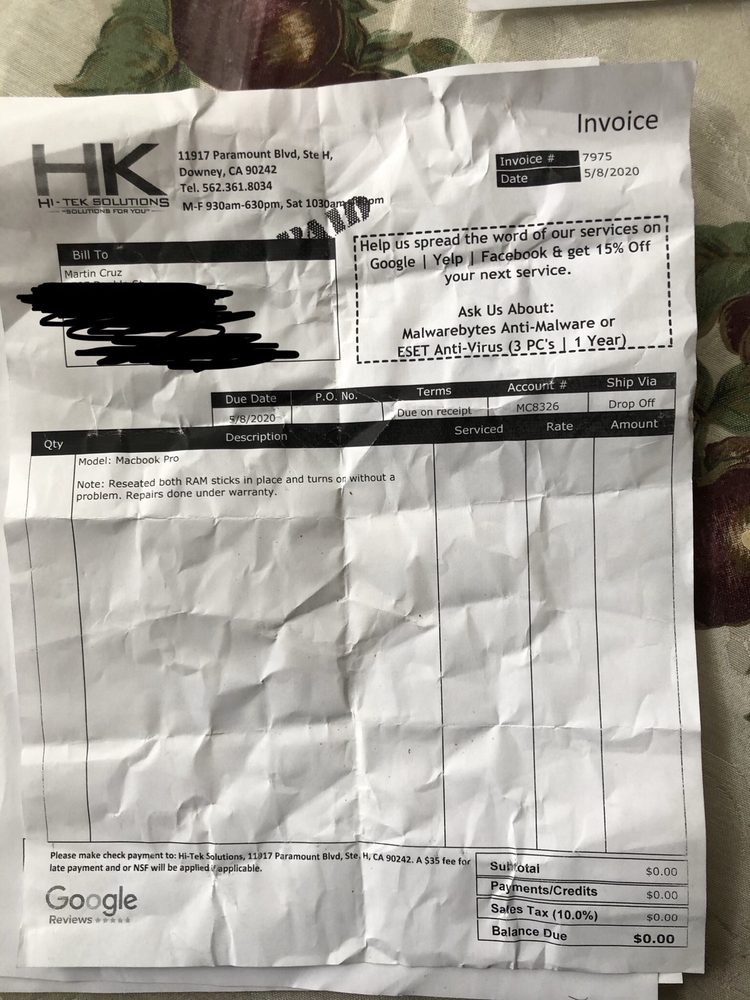 Invoice
HK
HI-TEK SOLUTIONS
"SOLUTIONS FOR YOU"
11917 Paramount Blvd, Ste H,
Downey, CA 90242
Tel. 562.361.8034
M-F 930am-630pm, Sat 1030am pm
Invoice # 7975
Date 5/8/2020
PAID
Bill To
Martin Cruz
Help us spread the word of our services on
Google | Yelp | Facebook & get 15% Off
your next service.
Ask Us About:
Malwarebytes Anti-Malware or
ESET Anti-Virus (3 PC's | 1 Year)
Due Date P.O. No. Terms Account # Ship Via
5/8/2020 Due on receipt MC8326 Drop Off
Qty Description Serviced Rate Amount
Model: Macbook Pro
Note: Reseated both RAM sticks in place and turns on without a
problem. Repairs done under warranty.
Please make check payment to: Hi-Tek Solutions, 11917 Paramount Blvd, Ste. H, CA 90242. A $35 fee for
late payment and or NSF will be applied if applicable.
Google
Reviews ★★★★★
Subtotal $0.00
Payments/Credits $0.00
Sales Tax (10.0%) $0.00
Balance Due $0.00